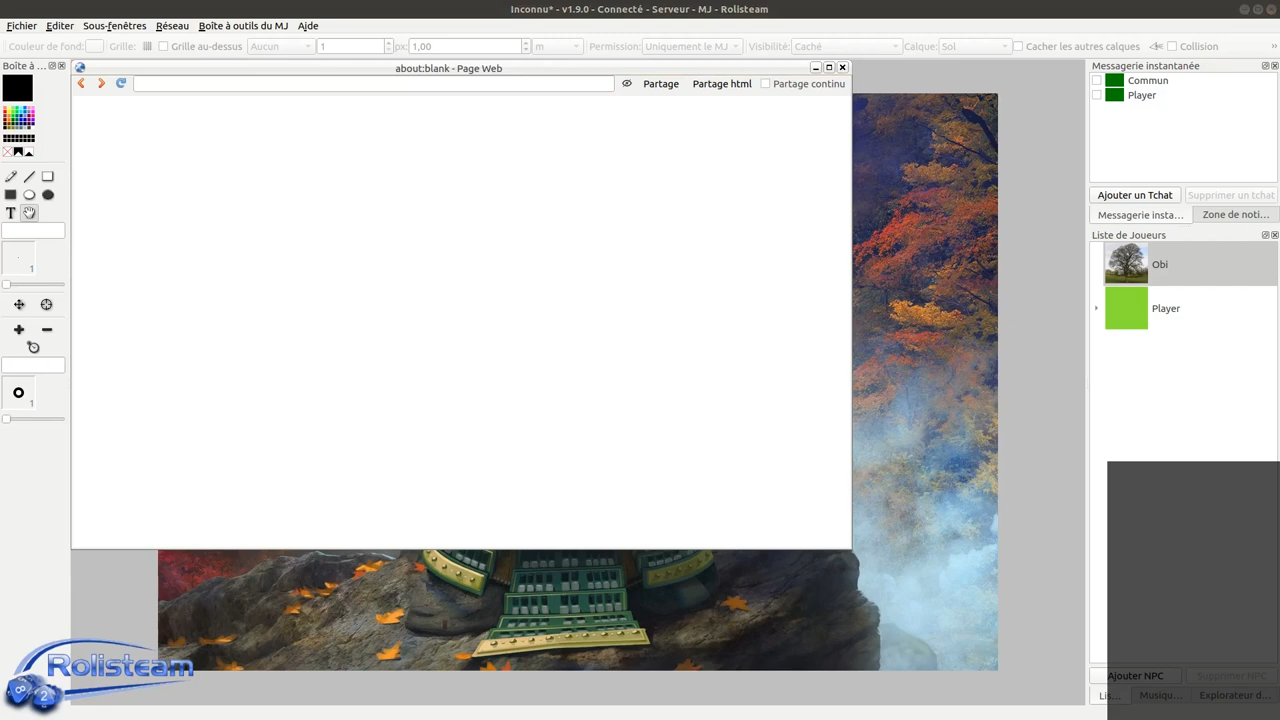 Inconnu* - v1.9.0 - Connecté - Serveur - MJ - Rolisteam
Fichier Editer Sous-fenêtres Réseau Boîte à outils du MJ Aide
Couleur de fond: Grille: Grille au-dessus Aucun 1 px: 1,00 m Permission: Uniquement le MJ Visibilité: Caché Calque: Sol Cacher les autres calques Collision »
Boîte à ...
about:blank - Page Web
Partage Partage html Partage continu
Messagerie instantanée
Commun
Player
Ajouter un Tchat Supprimer un tchat
Messagerie insta... Zone de noti...
Liste de Joueurs
Obi
Player
T
1
1
Ajouter NPC Supprimer NPC
Lis... Musiqu... Explorateur d...
Rolisteam
8 2